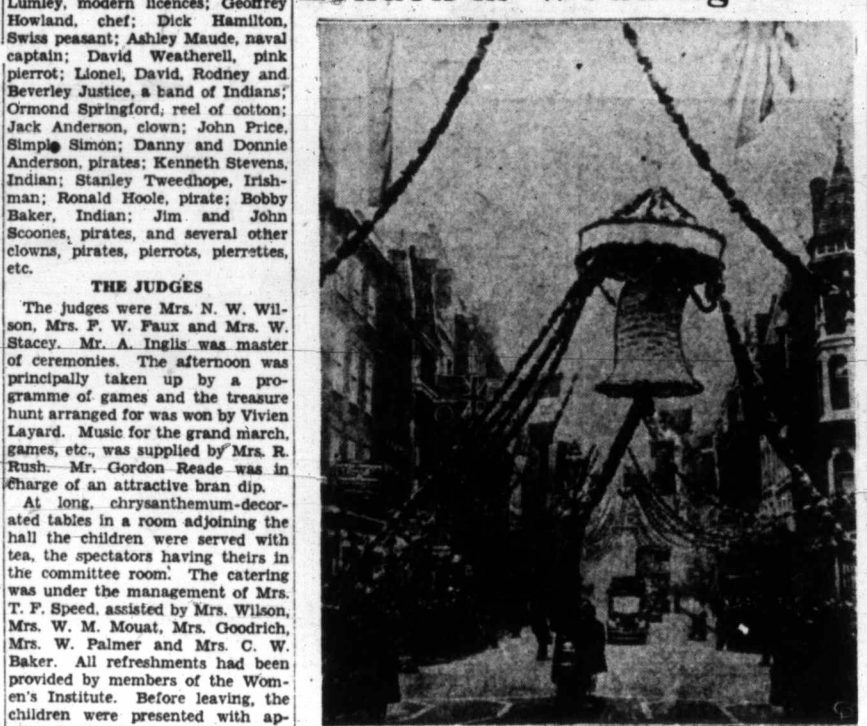 Lumley, modern licences; Geoffrey
Howland, chef; Dick Hamilton,
Swiss peasant; Ashley Maude, naval
captain; David Weatherell, pink
pierrot; Lionel, David, Rodney and
Beverley Justice, a band of Indians;
Ormond Springford, reel of cotton;
Jack Anderson, clown; John Price,
Simple Simon; Danny and Donnie
Anderson, pirates; Kenneth Stevens,
Indian; Stanley Tweedhope, Irish-
man; Ronald Hoole, pirate; Bobby
Baker, Indian; Jim and John
Scoones, pirates, and several other
clowns, pirates, pierrots, pierrettes,
etc.
THE JUDGES
The judges were Mrs. N. W. Wil-
son, Mrs. F. W. Faux and Mrs. W.
Stacey. Mr. A. Inglis was master
of ceremonies. The afternoon was
principally taken up by a pro-
gramme of games and the treasure
hunt arranged for was won by Vivien
Layard. Music for the grand march,
games, etc., was supplied by Mrs. R.
Rush. Mr. Gordon Reade was in
charge of an attractive bran dip.
At long, chrysanthemum-decor-
ated tables in a room adjoining the
hall the children were served with
tea, the spectators having theirs in
the committee room. The catering
was under the management of Mrs.
T. F. Speed, assisted by Mrs. Wilson,
Mrs. W. M. Mouat, Mrs. Goodrich,
Mrs. W. Palmer and Mrs. C. W.
Baker. All refreshments had been
provided by members of the Wom-
en's Institute. Before leaving, the
children were presented with ap-